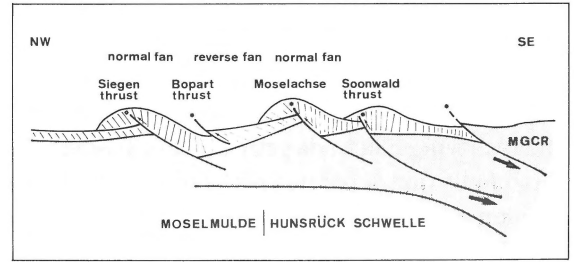 NW
SE
normal fan
reverse fan
normal fan
Siegen
thrust
Bopart
thrust
Moselachse
Soonwald
thrust
MGCR
MOSELMULDE
HUNSRÜCK SCHWELLE